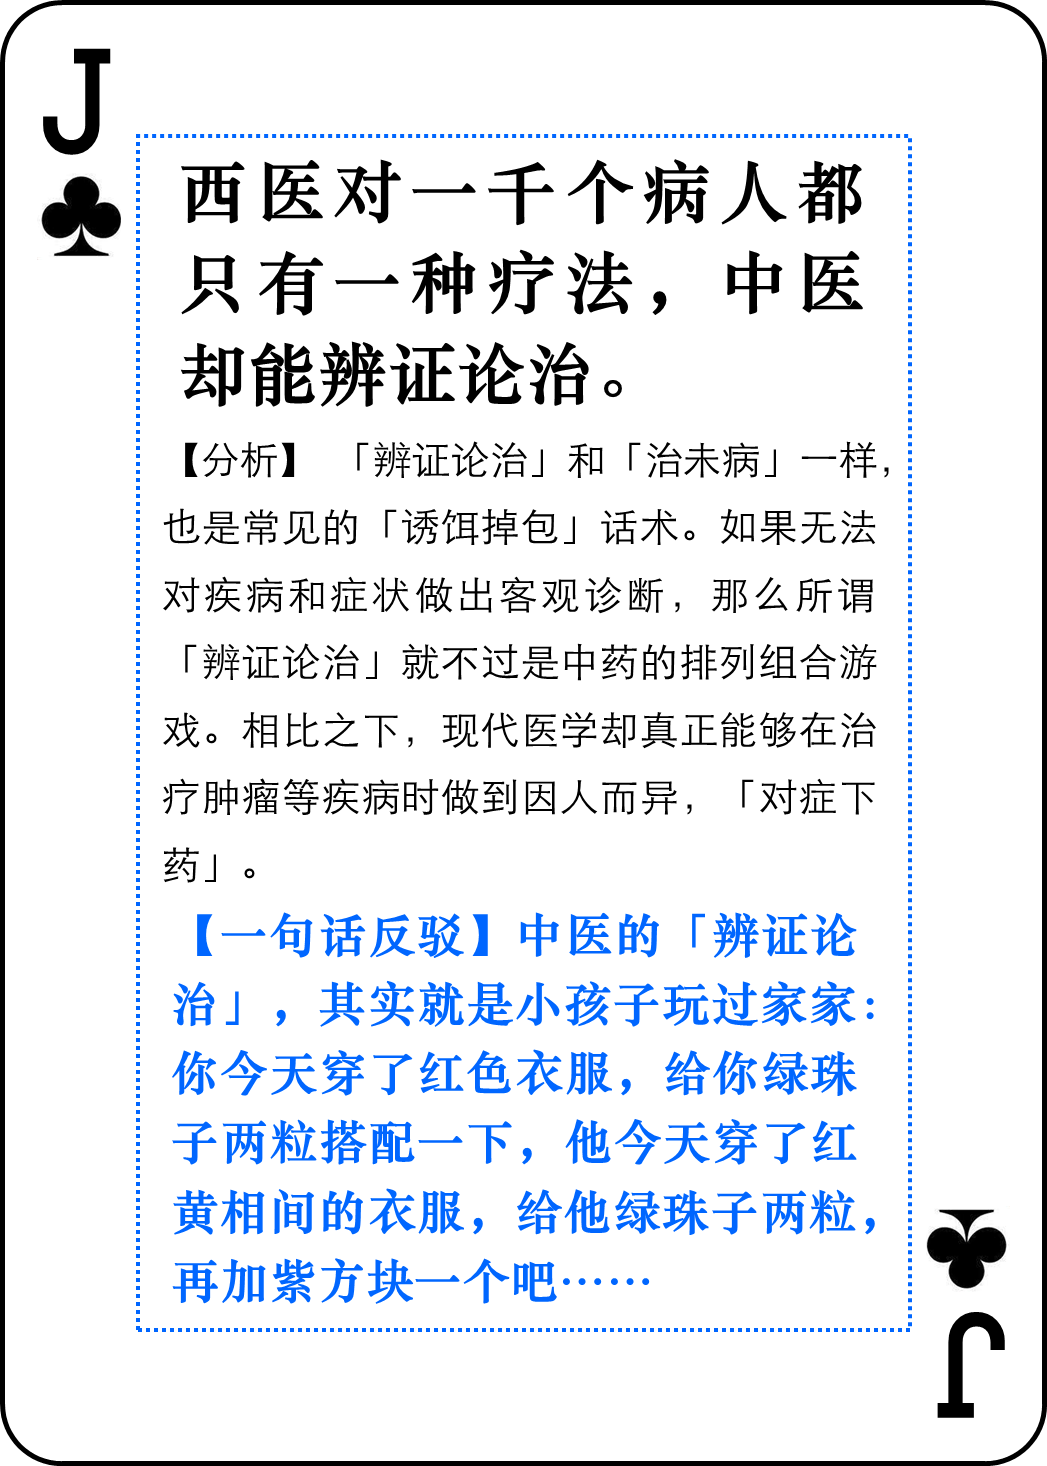 J
西医对一千个病人都
只有一种疗法，中医
却能辨证论治。
【分析】「辨证论治」和「治未病」一样，
也是常见的「诱饵掉包」话术。如果无法
对疾病和症状做出客观诊断，那么所谓
「辨证论治」就不过是中药的排列组合游
戏。相比之下，现代医学却真正能够在治
疗肿瘤等疾病时做到因人而异，「对症下
药」。
【一句话反驳】中医的「辨证论
治」，其实就是小孩子玩过家家：
你今天穿了红色衣服，给你绿珠
子两粒搭配一下，他今天穿了红
黄相间的衣服，给他绿珠子两粒，
再加紫方块一个吧……
J